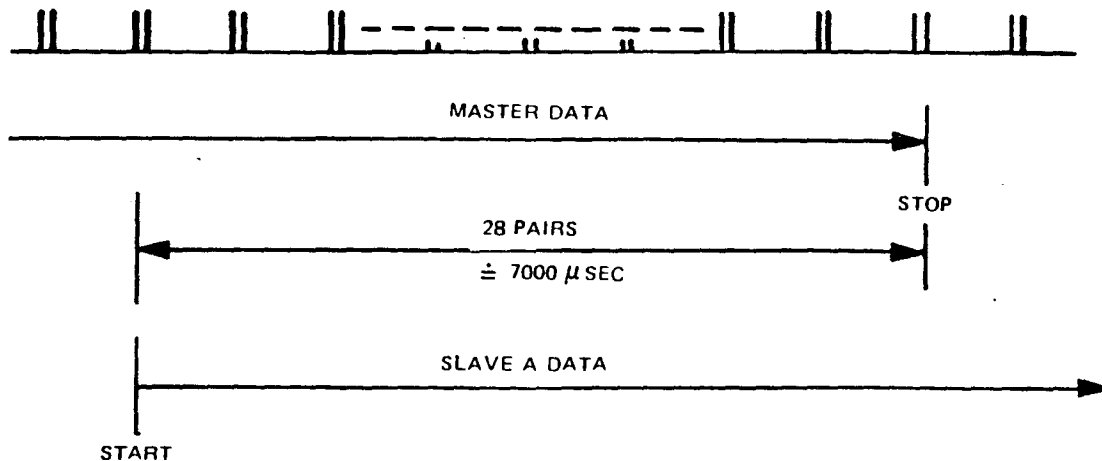 MASTER DATA
STOP
28 PAIRS
≐ 7000 μ SEC
SLAVE A DATA
START